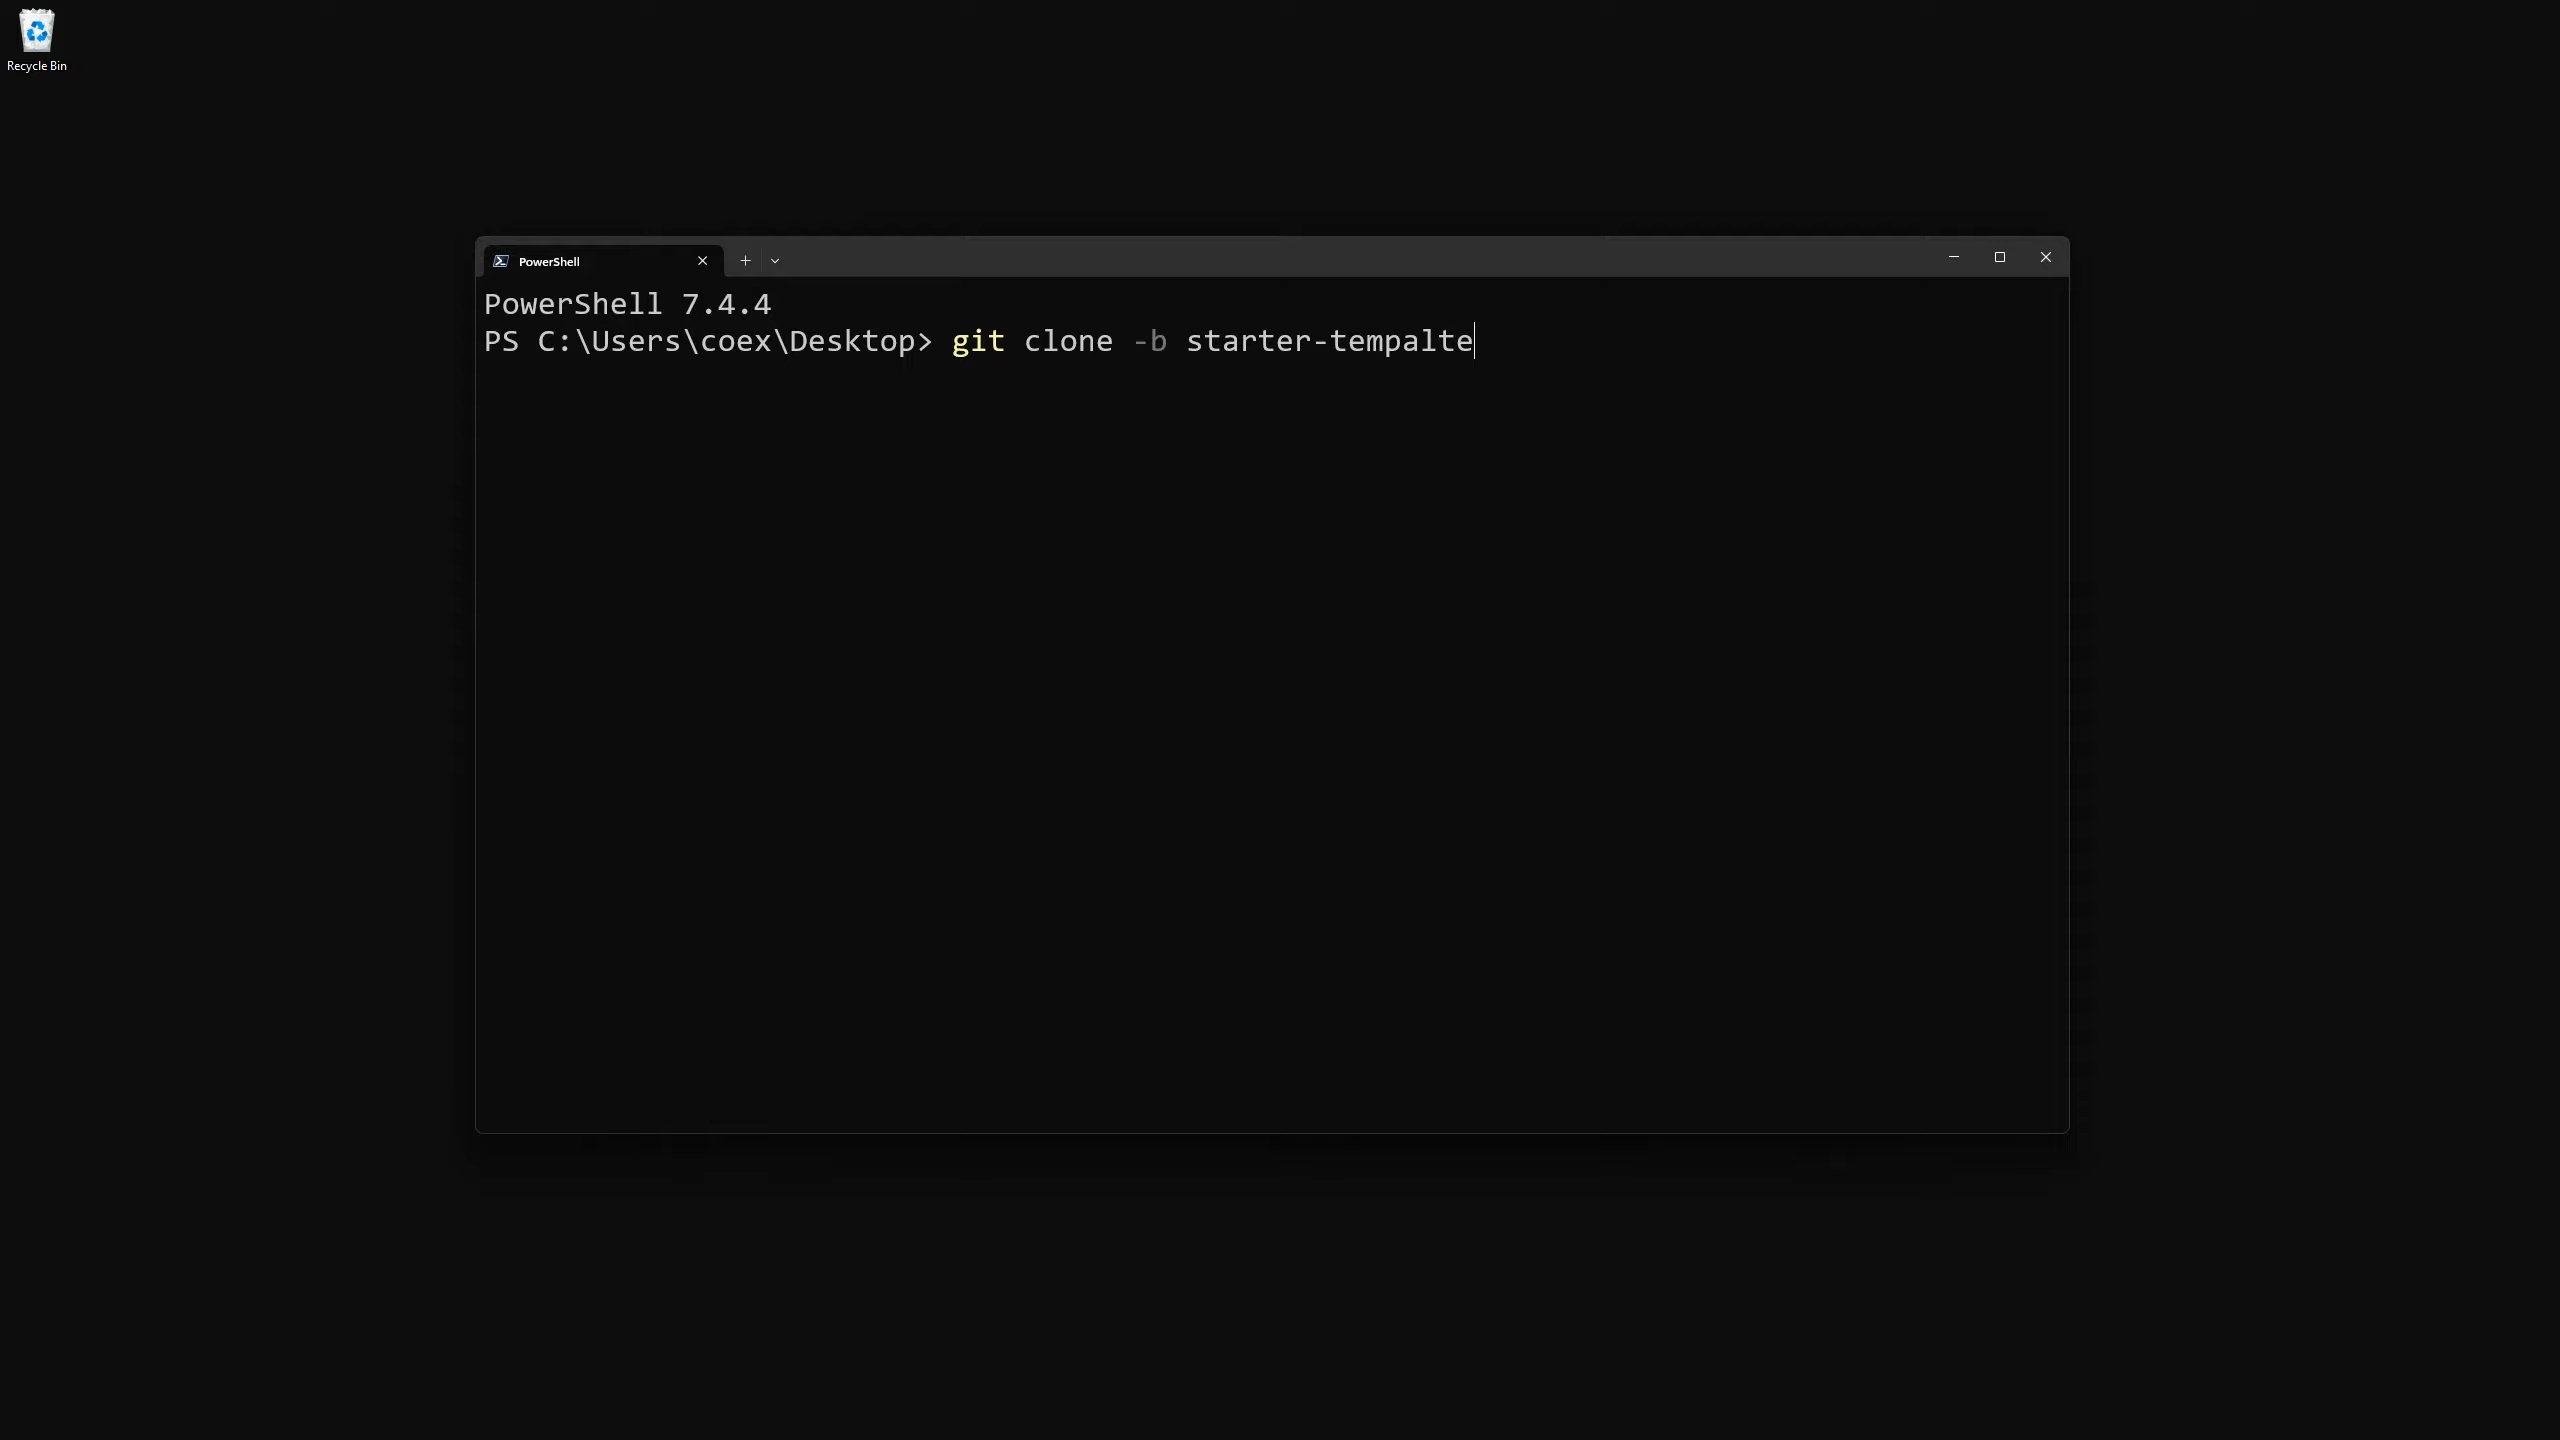 Recycle Bin
PowerShell
PowerShell 7.4.4
PS C:\Users\coex\Desktop> git clone -b starter-tempalte